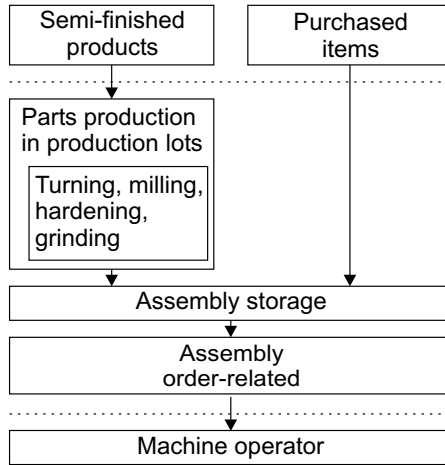 Semi-finished
products
Purchased
items
Parts production
in production lots
Turning, milling,
hardening,
grinding
Assembly storage
Assembly
order-related
Machine operator